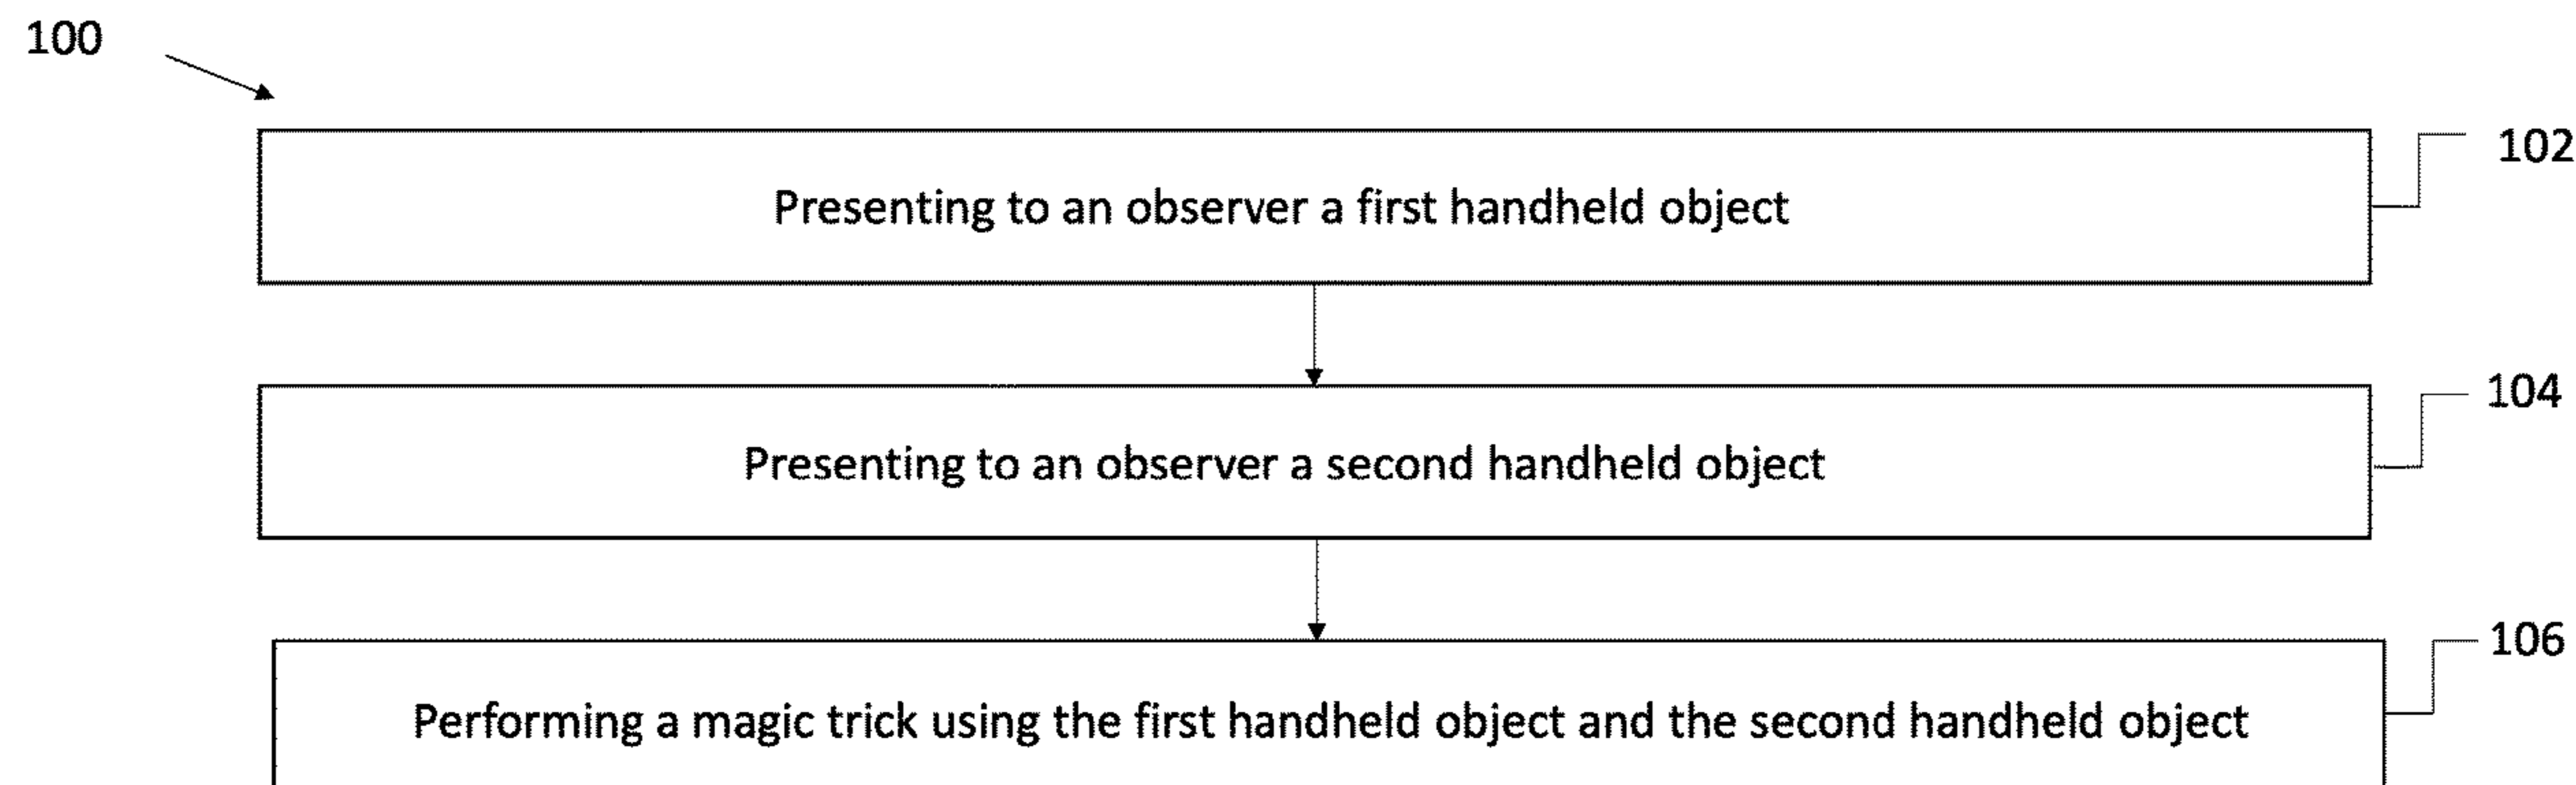 100
102
Presenting to an observer a first handheld object
104
Presenting to an observer a second handheld object
106
Performing a magic trick using the first handheld object and the second handheld object